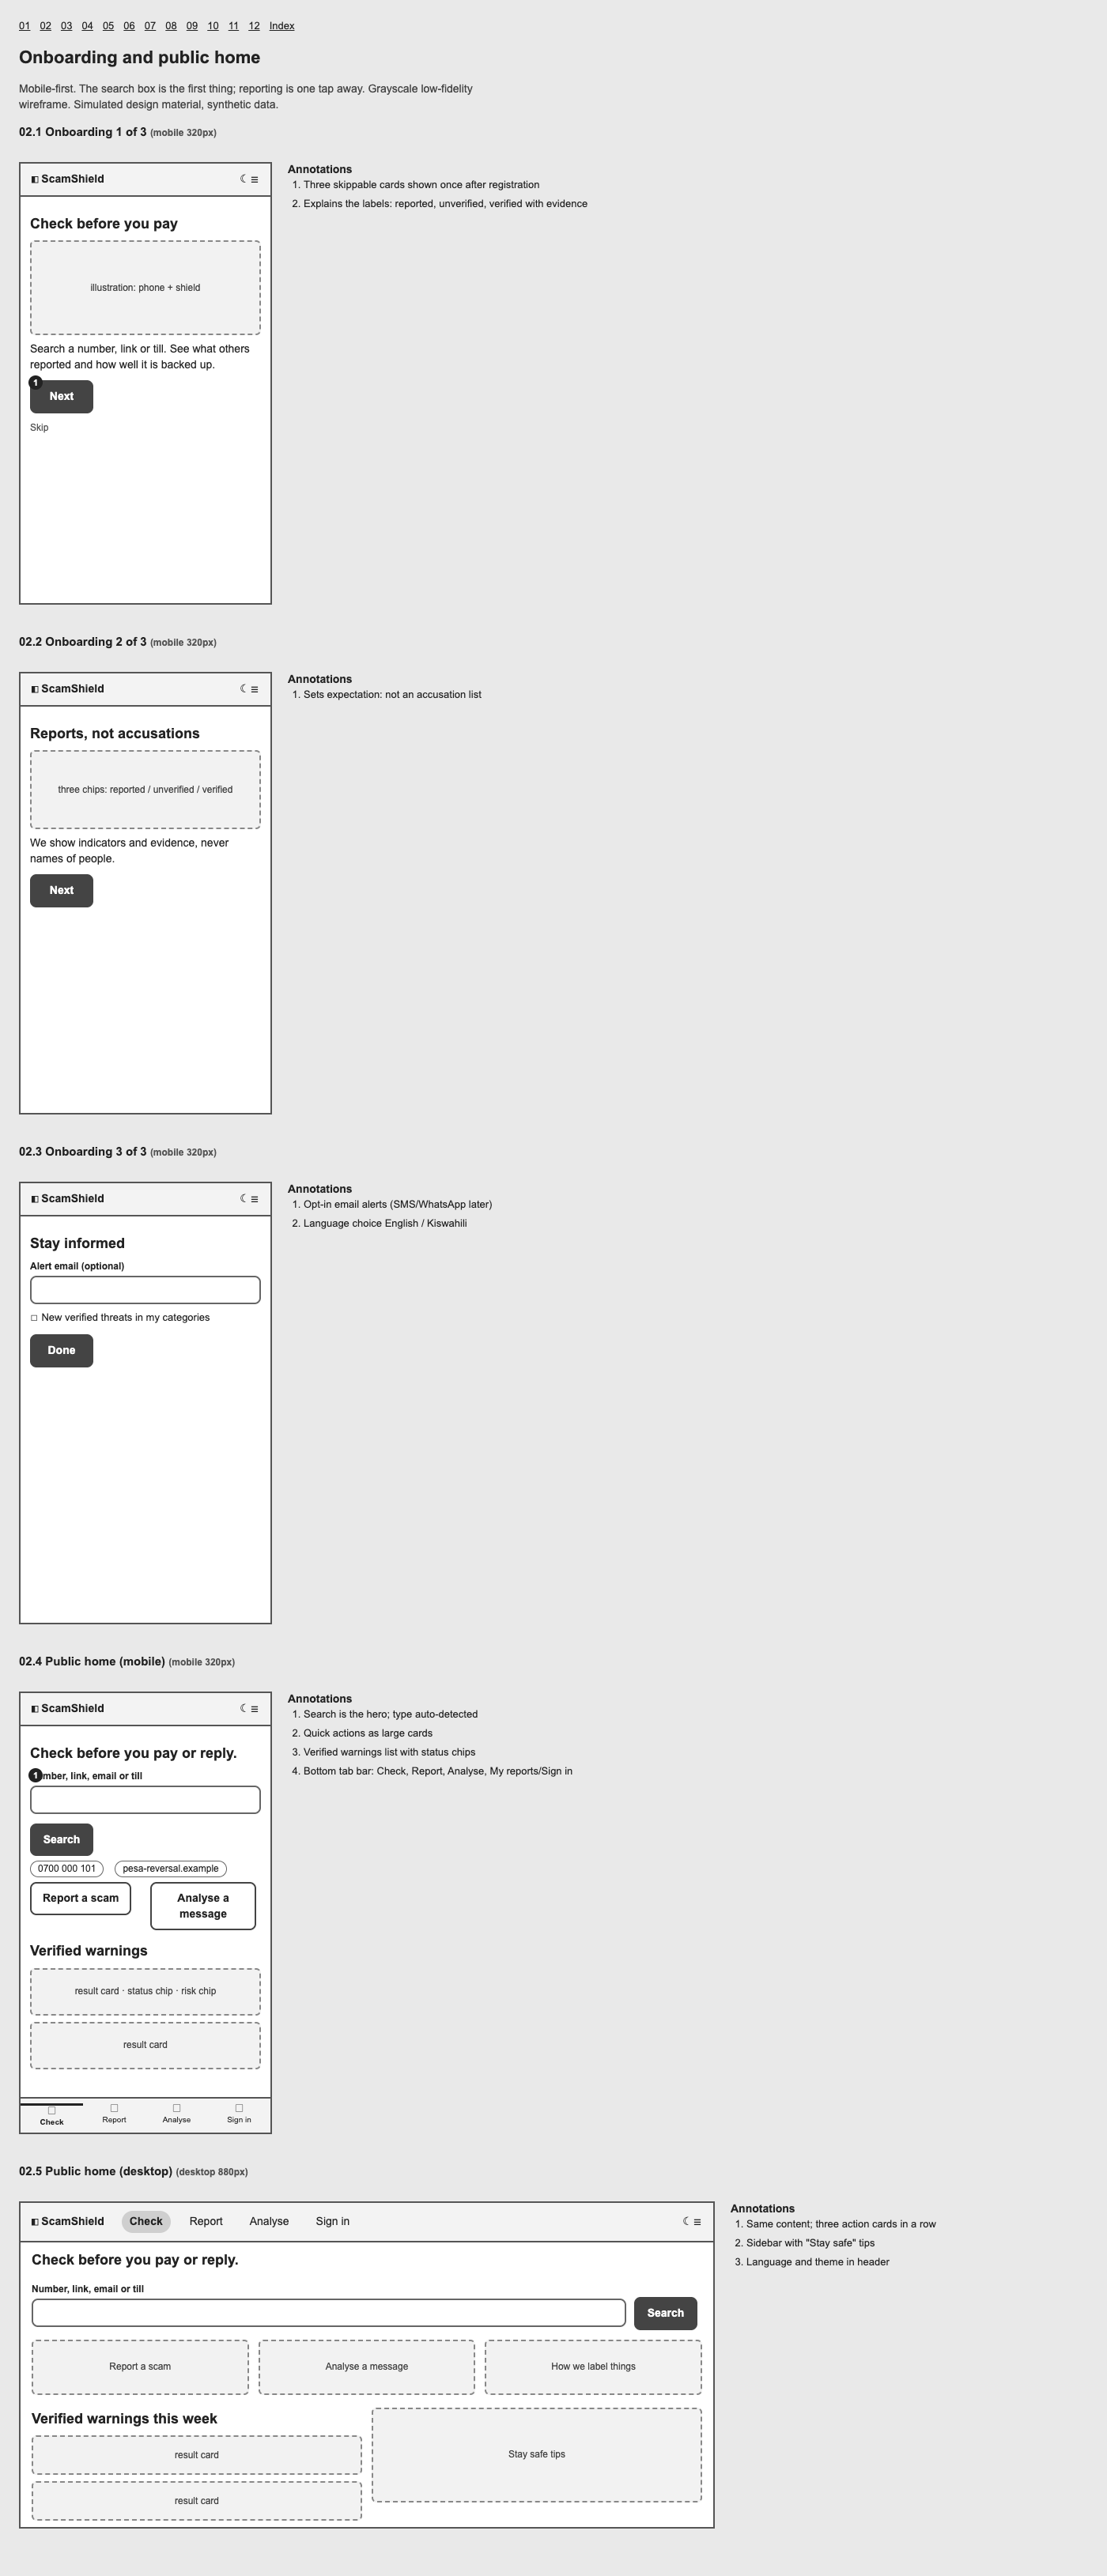 01 02 03 04 05 06 07 08 09 10 11 12 Index
Onboarding and public home
Mobile-first. The search box is the first thing; reporting is one tap away. Grayscale low-fidelity
wireframe. Simulated design material, synthetic data.
02.1 Onboarding 1 of 3 (mobile 320px)
ScamShield
Check before you pay
illustration: phone + shield
Search a number, link or till. See what others
reported and how well it is backed up.
1
Next
Skip
Annotations
1. Three skippable cards shown once after registration
2. Explains the labels: reported, unverified, verified with evidence
02.2 Onboarding 2 of 3 (mobile 320px)
ScamShield
Reports, not accusations
three chips: reported / unverified / verified
We show indicators and evidence, never
names of people.
Next
Annotations
1. Sets expectation: not an accusation list
02.3 Onboarding 3 of 3 (mobile 320px)
ScamShield
Stay informed
Alert email (optional)
New verified threats in my categories
Done
Annotations
1. Opt-in email alerts (SMS/WhatsApp later)
2. Language choice English / Kiswahili
02.4 Public home (mobile) (mobile 320px)
ScamShield
Check before you pay or reply.
1 mber, link, email or till
Search
0700 000 101 pesa-reversal.example
Report a scam
Analyse a
message
Verified warnings
result card · status chip · risk chip
result card
Check Report Analyse Sign in
Annotations
1. Search is the hero; type auto-detected
2. Quick actions as large cards
3. Verified warnings list with status chips
4. Bottom tab bar: Check, Report, Analyse, My reports/Sign in
02.5 Public home (desktop) (desktop 880px)
ScamShield Check Report Analyse Sign in
Check before you pay or reply.
Number, link, email or till
Search
Report a scam Analyse a message How we label things
Verified warnings this week
result card
result card
Stay safe tips
Annotations
1. Same content; three action cards in a row
2. Sidebar with "Stay safe" tips
3. Language and theme in header